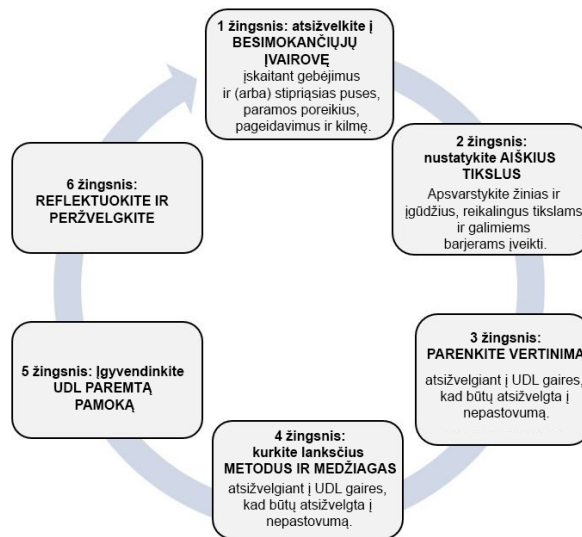 1 žingsnis: atsižvelkite į
BESIMOKANČIŲJŲ
ĮVAIROVĘ
įskaitant gebėjimus
ir (arba) stipriąsias puses,
paramos poreikius,
pageidavimus ir kilmę.
2 žingsnis:
nustatykite AIŠKIUS
TIKSLUS
Apsvarstykite žinias ir
įgūdžius, reikalingus tikslams
ir galimiems
barjerams įveikti.
3 žingsnis:
PARENKITE VERTINIMA
atsižvelgiant į UDL gaires,
kad būtų atsižvelgta į
nepastovumą.
4 žingsnis:
kurkite lanksčius
METODUS IR MEDŽIAGAS
atsižvelgiant į UDL gaires,
kad būtų atsižvelgta į
nepastovumą.
5 žingsnis: Įgyvendinkite
UDL PAREMTĄ
PAMOKĄ
6 žingsnis:
REFLEKTUOKITE IR
PERŽVELGKITE